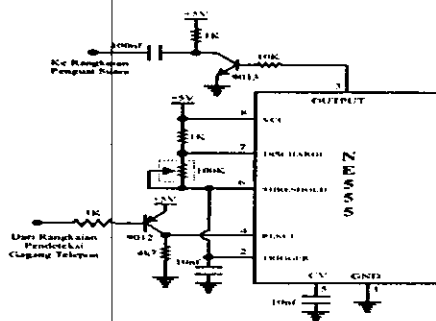 +5V
1K
100nf
Ke Rangkaian
Penguat Suara
10K
9013
3
OUTPUT
+5V
8
VCC
1K
7
DISCHARGE
100K
6
THRESHOLD
NE555
1K
+5V
Dari Rangkaian
Pendeteksi
Gagang Telepon
9012
4
RESET
4k7
2
TRIGGER
10nf
CV
GND
5
1
10nf